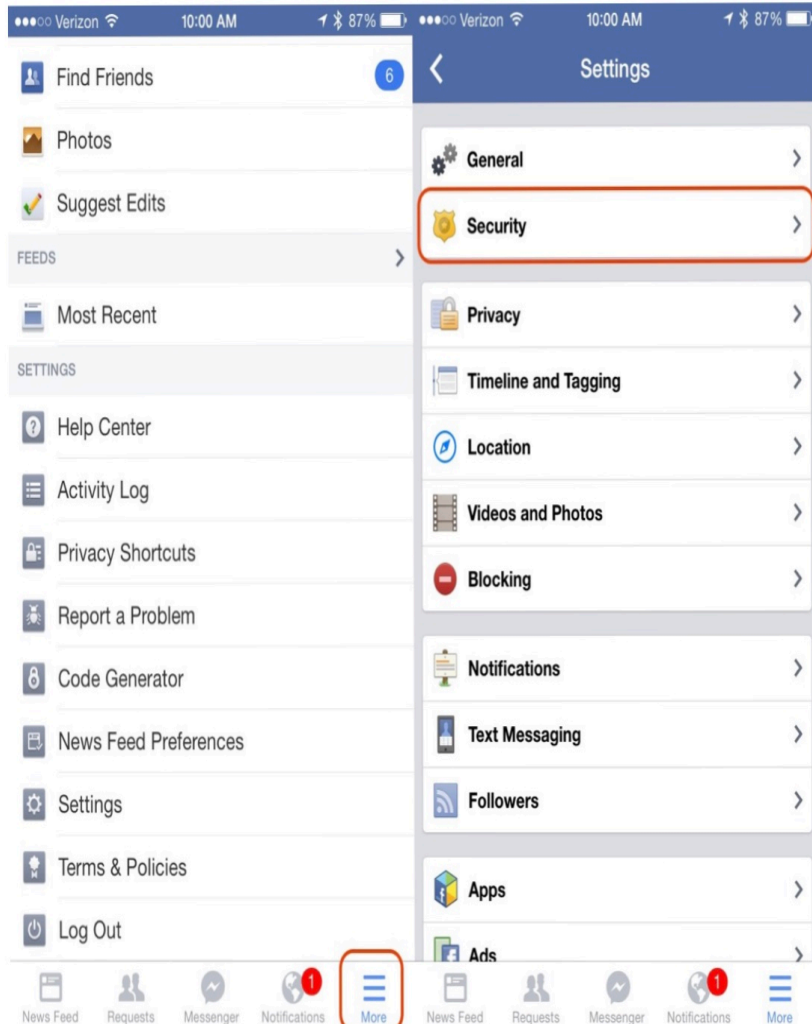 Verizon 10:00 AM 87%
Find Friends 6
Photos
Suggest Edits
FEEDS
Most Recent
SETTINGS
Help Center
Activity Log
Privacy Shortcuts
Report a Problem
Code Generator
News Feed Preferences
Settings
Terms & Policies
Log Out
1
News Feed Requests Messenger Notifications More
Verizon 10:00 AM 87%
Settings
General
Security
Privacy
Timeline and Tagging
Location
Videos and Photos
Blocking
Notifications
Text Messaging
Followers
Apps
Ads
1
News Feed Requests Messenger Notifications More